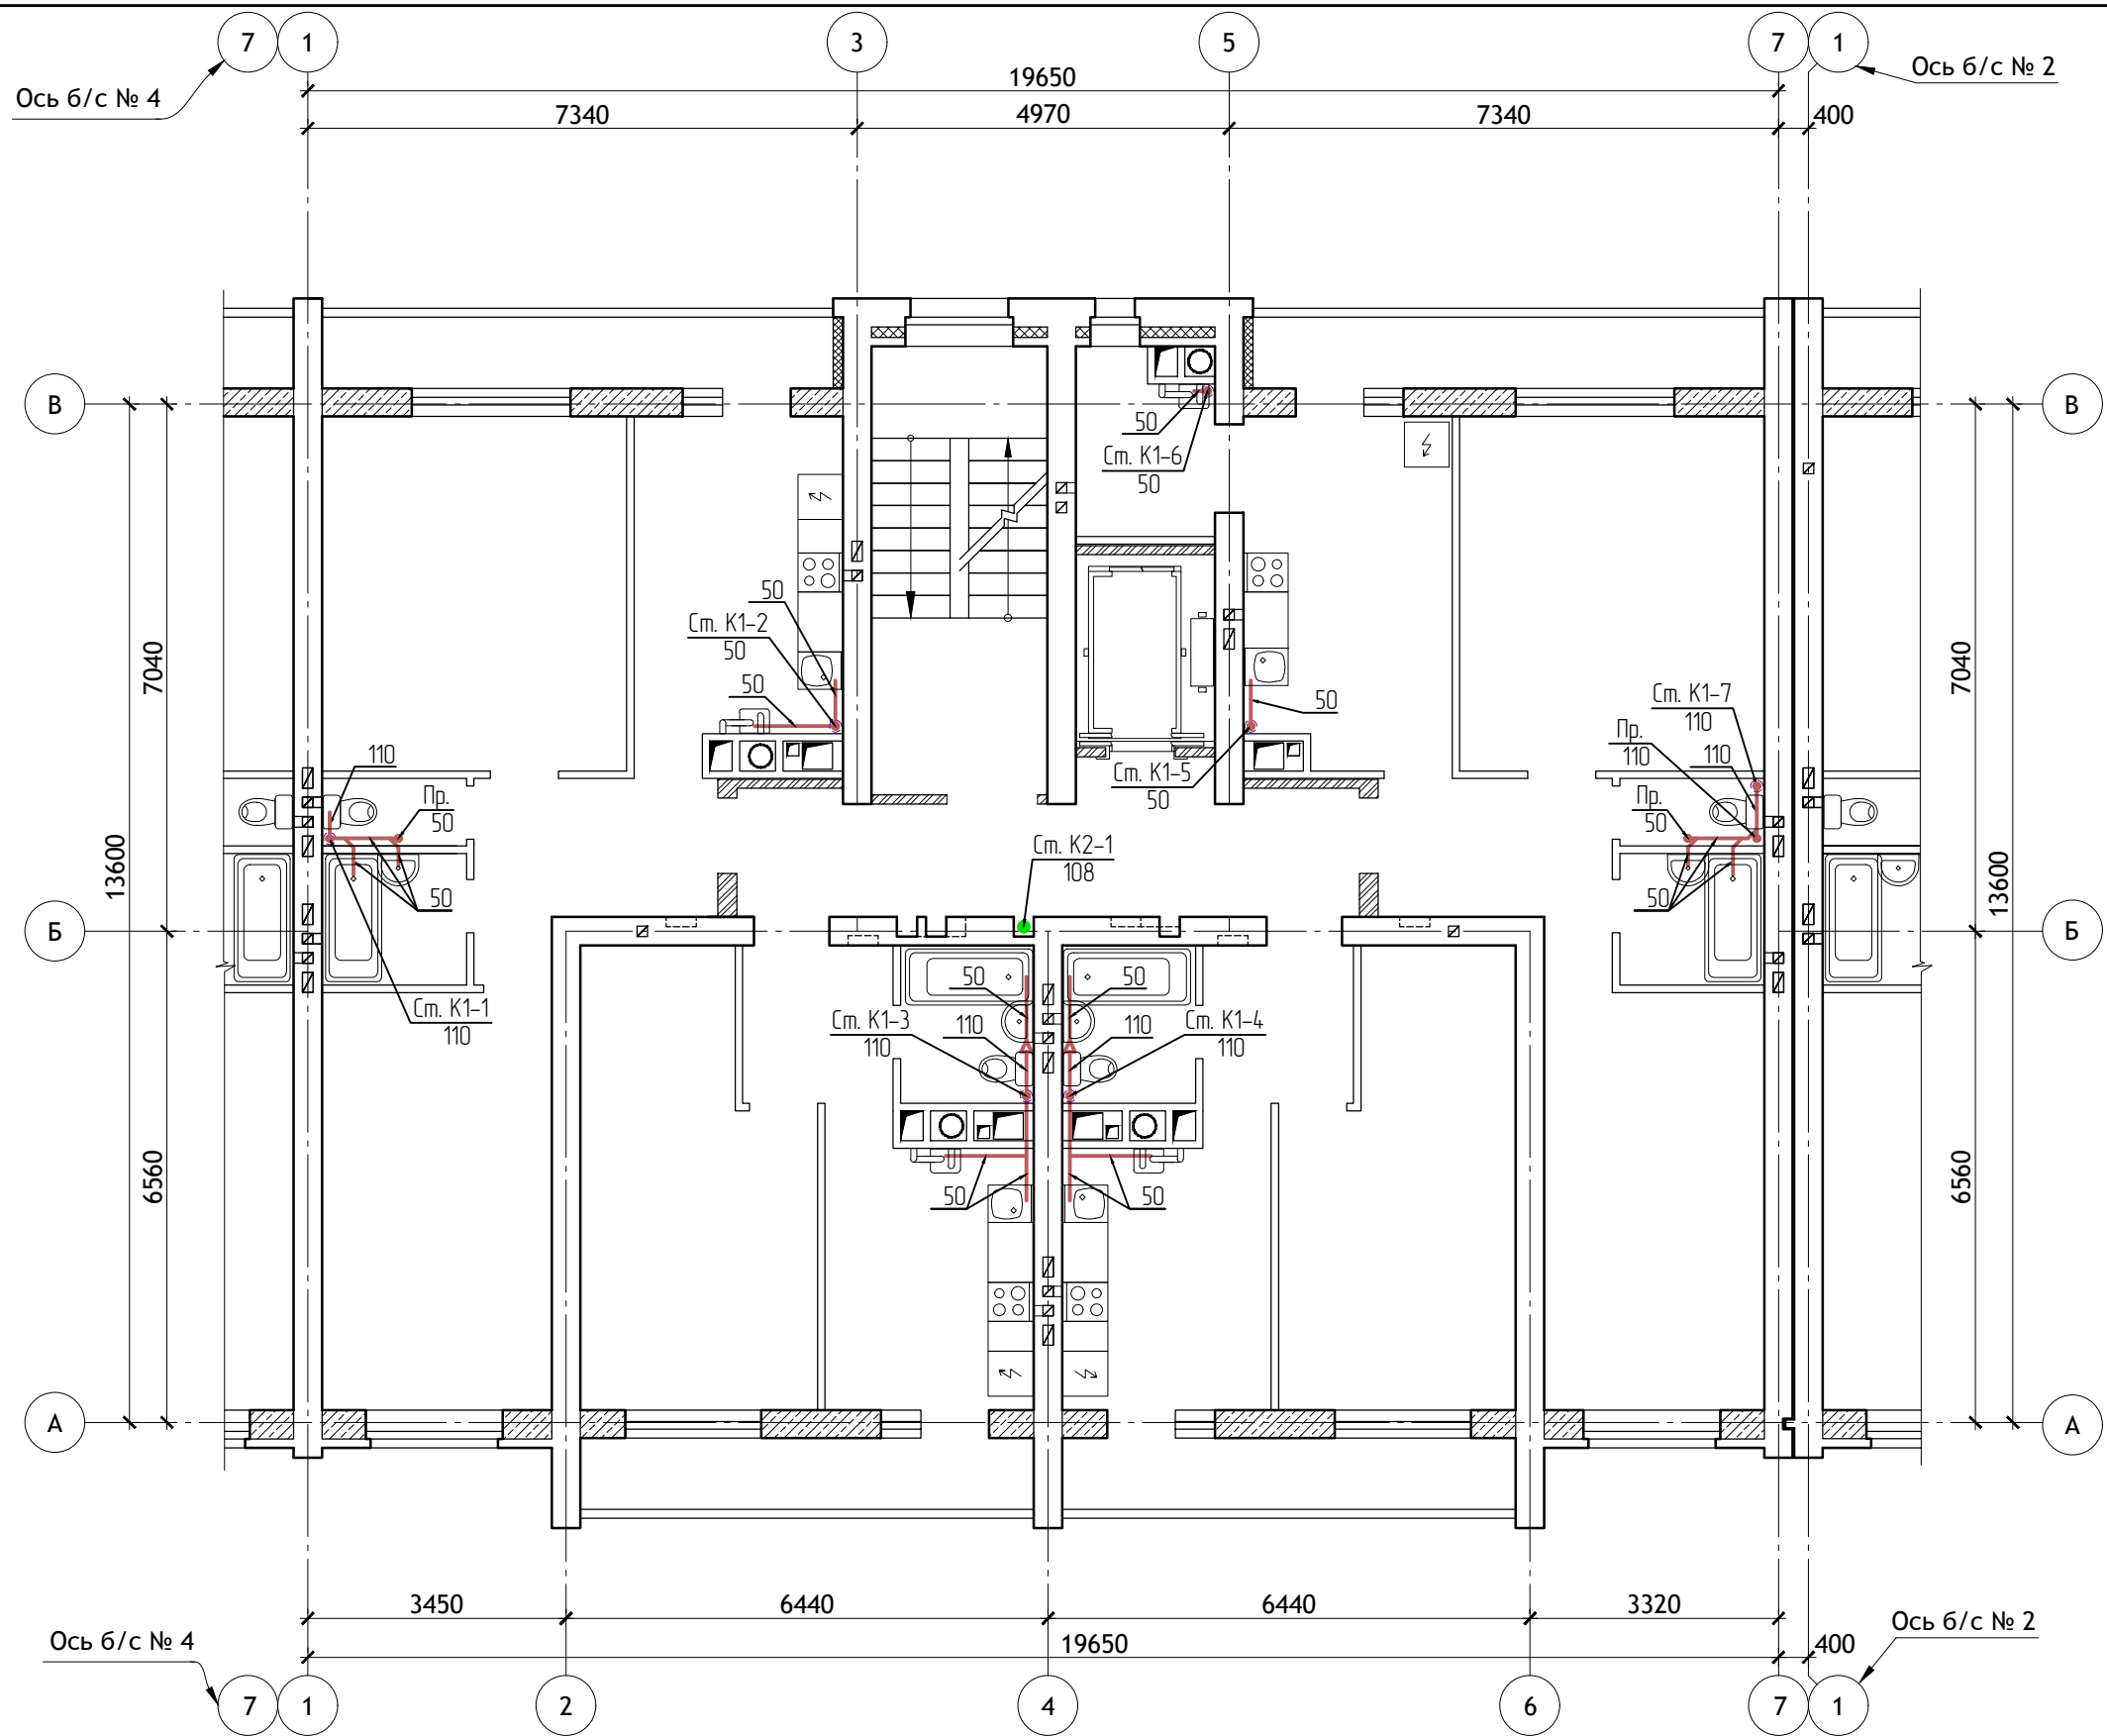 7 1 3 5 7 1
Ось б/с № 4
19650
Ось б/с № 2
7340 4970 7340 400
В
В
50
Ст. К1-6
50
50
Ст. К1-2
50
50
50
Ст. К1-5
50
Ст. К1-7
110
Пр.
110
110
Пр.
50
50
110
Пр.
50
50
Ст. К1-1
110
Ст. К2-1
108
7040
13600
6560
7040
13600
6560
Б
Б
50
50
Ст. К1-3
110
110
110
Ст. К1-4
110
50
50
А
А
3450 6440 6440 3320
19650 400
Ось б/с № 4
Ось б/с № 2
7 1 2 4 6 7 1